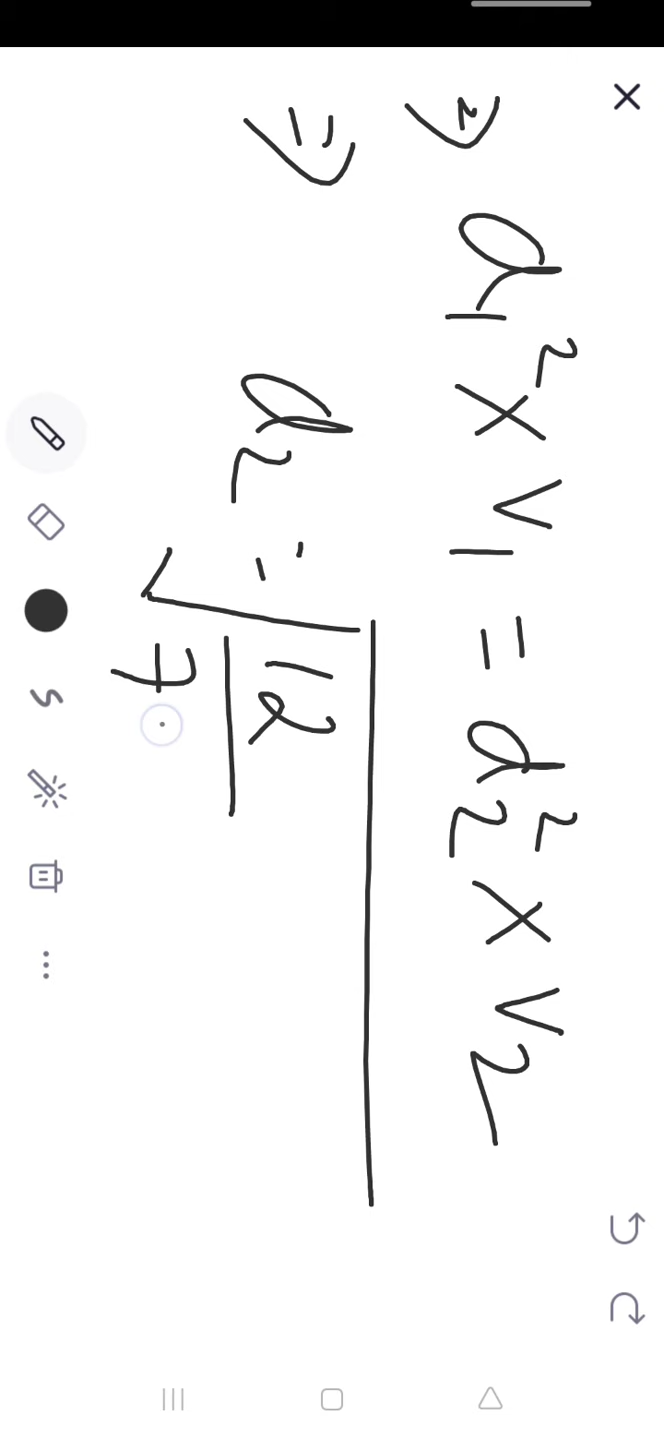 ⇒ d₁² × V₁ = d₂² × V₂
⇒ d₂ = √(12/7)